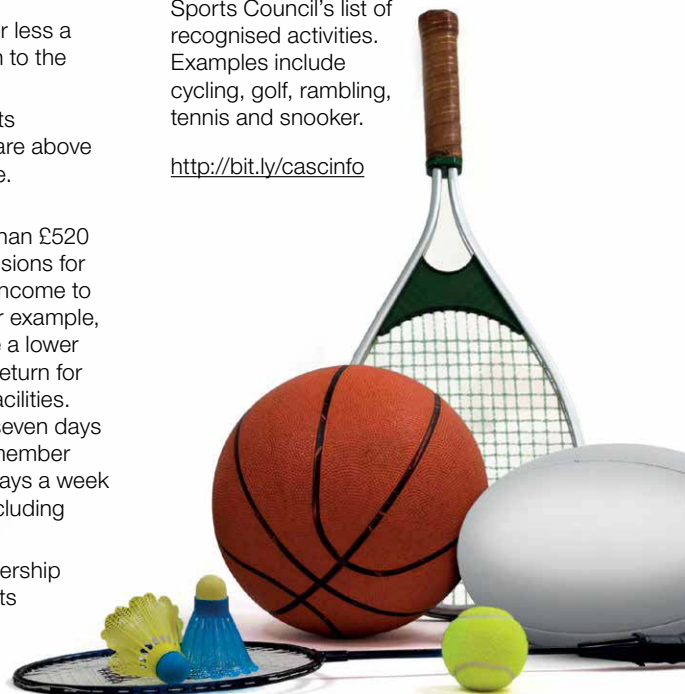 r less a
n to the
ts
are above
e.
han £520
sions for
ncome to
r example,
e a lower
eturn for
acilities.
seven days
member
ays a week
cluding
ership
ts
Sports Council’s list of
recognised activities.
Examples include
cycling, golf, rambling,
tennis and snooker.
http://bit.ly/cascinfo